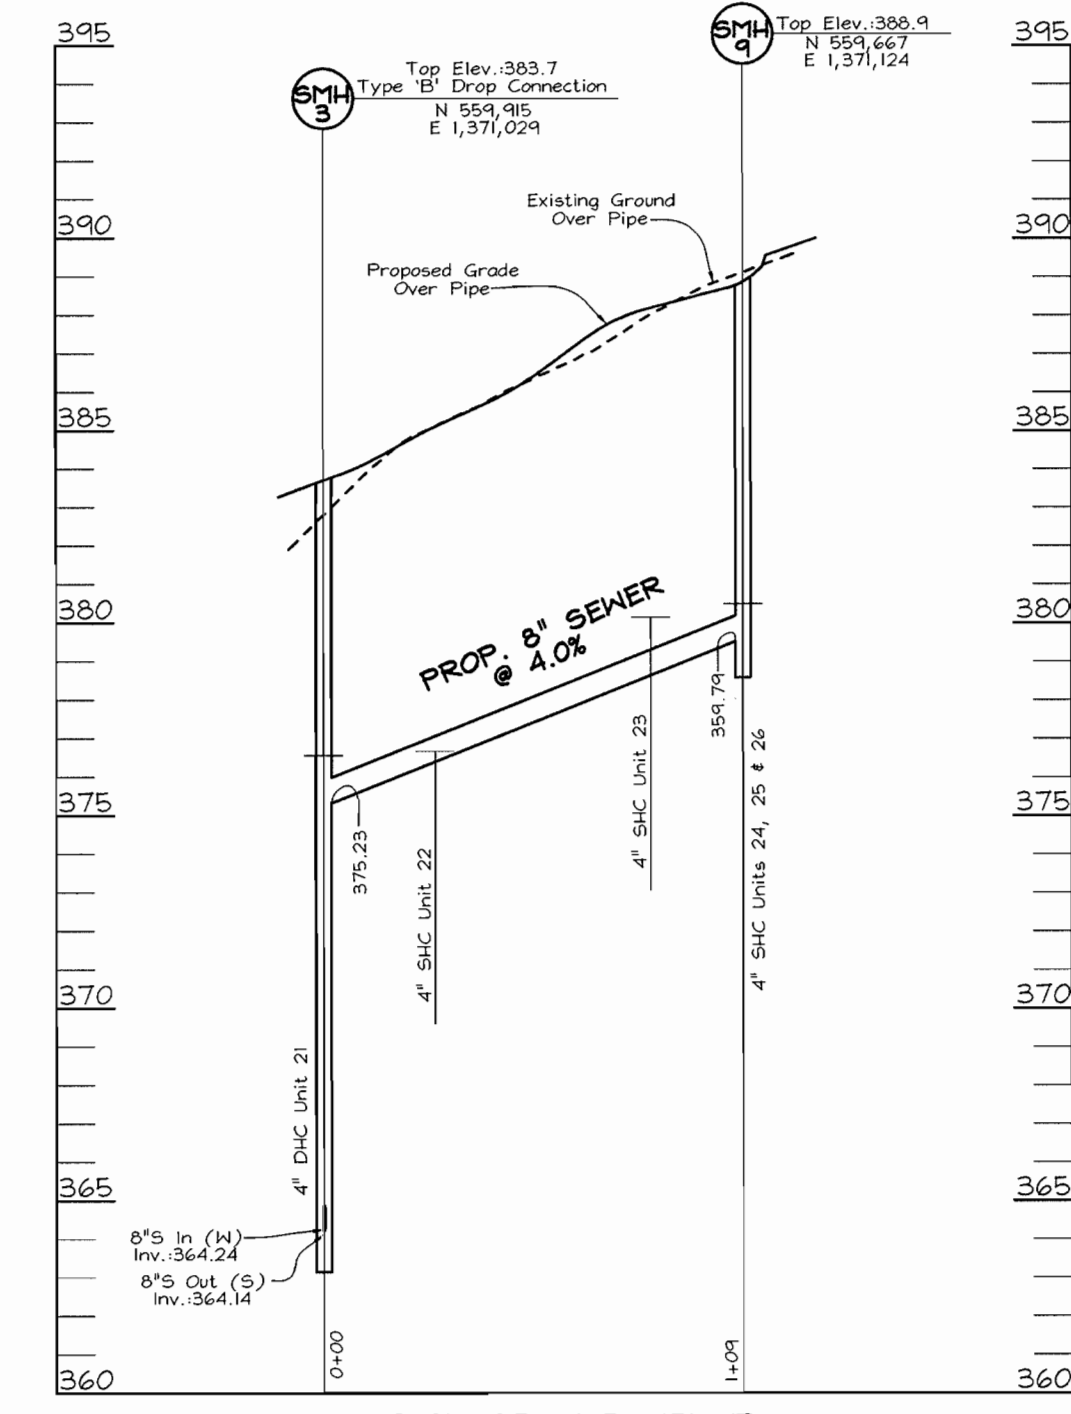 395
395
SMH
9
Top Elev.:388.9
N 559,667
E 1,371,124
SMH
3
Top Elev.:383.7
Type 'B' Drop Connection
N 559,915
E 1,371,029
390
390
Existing Ground
Over Pipe
Proposed Grade
Over Pipe
385
385
380
380
PROP. 8" SEWER
@ 4.0%
375
375
375.23
359.79
4" SHC Unit 22
4" SHC Unit 23
4" SHC Units 24, 25 & 26
370
370
4" DHC Unit 21
365
365
8"S In (W)
Inv.:364.24
8"S Out (S)
Inv.:364.14
0+00
1+09
360
360